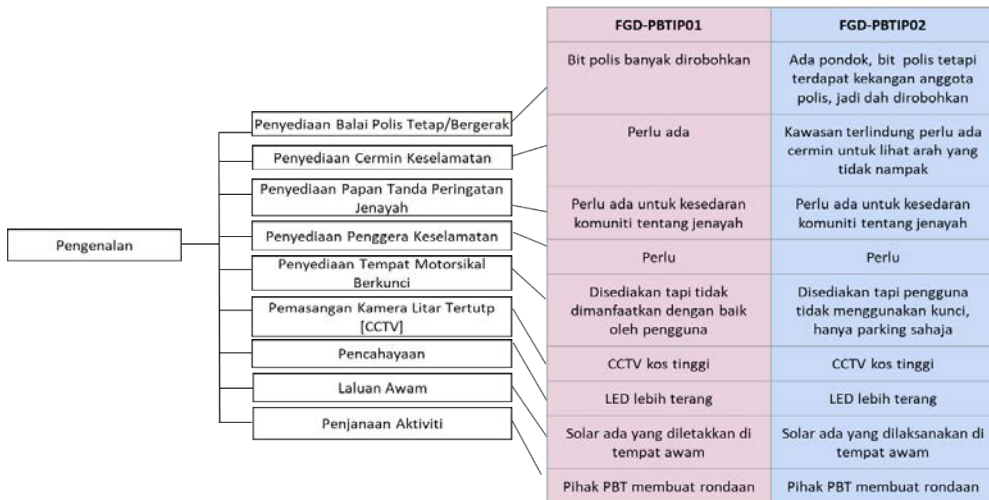 Pengenalan
Penyediaan Balai Polis Tetap/Bergerak
Penyediaan Cermin Keselamatan
Penyediaan Papan Tanda Peringatan
Jenayah
Penyediaan Penggera Keselamatan
Penyediaan Tempat Motorsikal
Berkunci
Pemasangan Kamera Litar Tertutp
[CCTV]
Pencahayaan
Laluan Awam
Penjanaan Aktiviti
FGD-PBTIP01
FGD-PBTIP02
Bit polis banyak dirobohkan
Ada pondok, bit polis tetapi
terdapat kekangan anggota
polis, jadi dah dirobohkan
Perlu ada
Kawasan terlindung perlu ada
cermin untuk lihat arah yang
tidak nampak
Perlu ada untuk kesedaran
komuniti tentang jenayah
Perlu ada untuk kesedaran
komuniti tentang jenayah
Perlu
Perlu
Disediakan tapi tidak
dimanfaatkan dengan baik
oleh pengguna
Disediakan tapi pengguna
tidak menggunakan kunci,
hanya parking sahaja
CCTV kos tinggi
CCTV kos tinggi
LED lebih terang
LED lebih terang
Solar ada yang diletakkan di
tempat awam
Solar ada yang dilaksanakan di
tempat awam
Pihak PBT membuat rondaan
Pihak PBT membuat rondaan